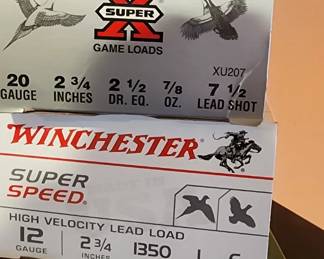 SUPER X
GAME LOADS
XU207
20 2 3/4 2 1/2 7/8 7 1/2
GAUGE INCHES DR. EQ. OZ. LEAD SHOT
WINCHESTER
SUPER
SPEED
HIGH VELOCITY LEAD LOAD
12 2 3/4 1350
GAUGE INCHES